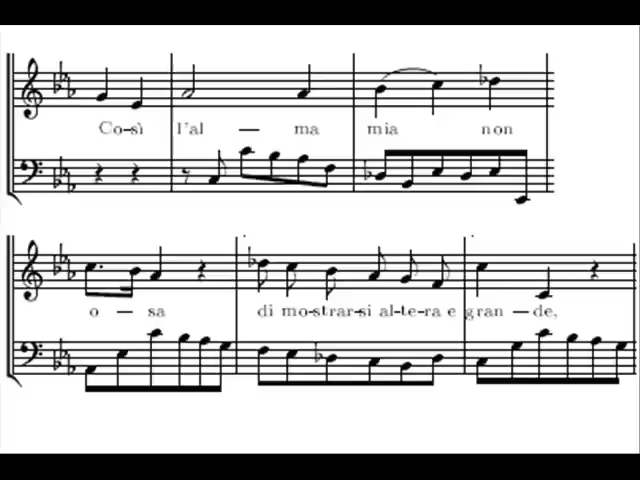 Co-sì l'al — ma mia non
o — sa di mo-strar-si al-te-ra e gran — de,